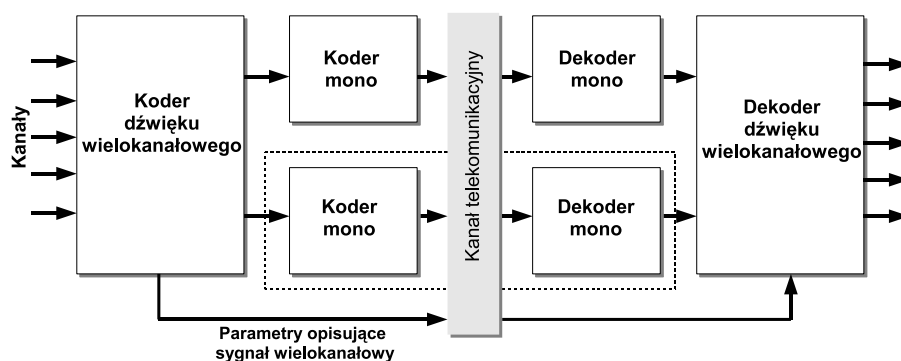 Kanały
Koder
dźwięku
wielokanałowego
Koder
mono
Koder
mono
Kanał telekomunikacyjny
Dekoder
mono
Dekoder
mono
Dekoder
dźwięku
wielokanałowego
Parametry opisujące
sygnał wielokanałowy